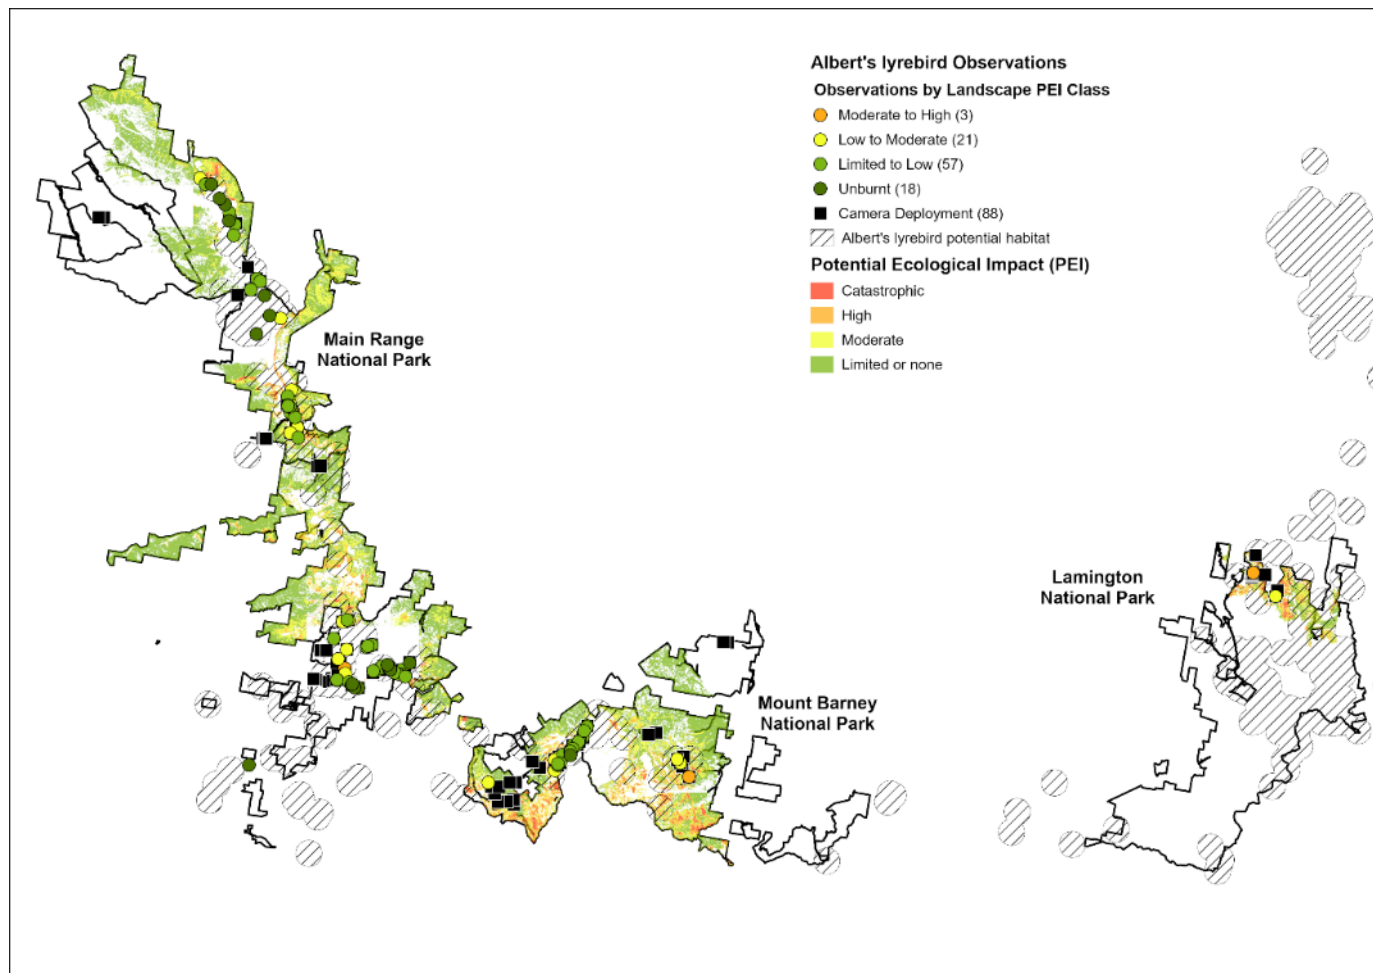 Albert's lyrebird Observations
Observations by Landscape PEI Class
Moderate to High (3)
Low to Moderate (21)
Limited to Low (57)
Unburnt (18)
Camera Deployment (88)
Albert's lyrebird potential habitat
Potential Ecological Impact (PEI)
Catastrophic
High
Moderate
Limited or none
Main Range
National Park
Lamington
National Park
Mount Barney
National Park